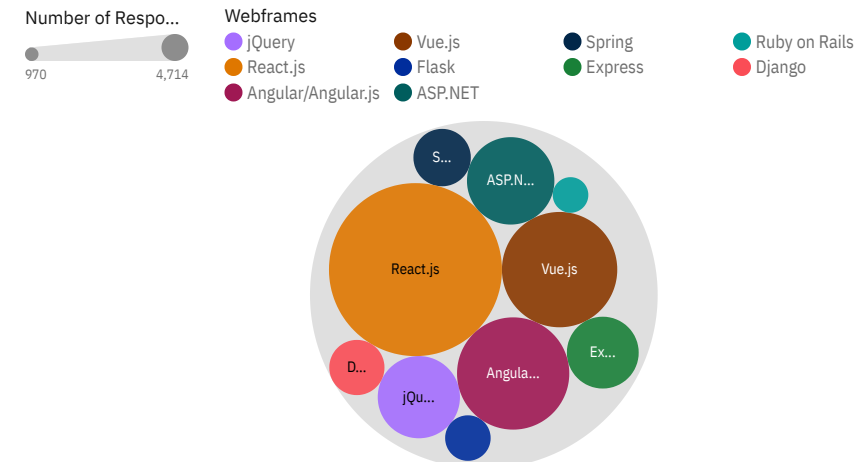 Number of Respo...
970 4,714
Webframes
jQuery Vue.js Spring Ruby on Rails
React.js Flask Express Django
Angular/Angular.js ASP.NET
S...
ASP.N...
React.js
Vue.js
Ex...
D...
Angula...
jQu...